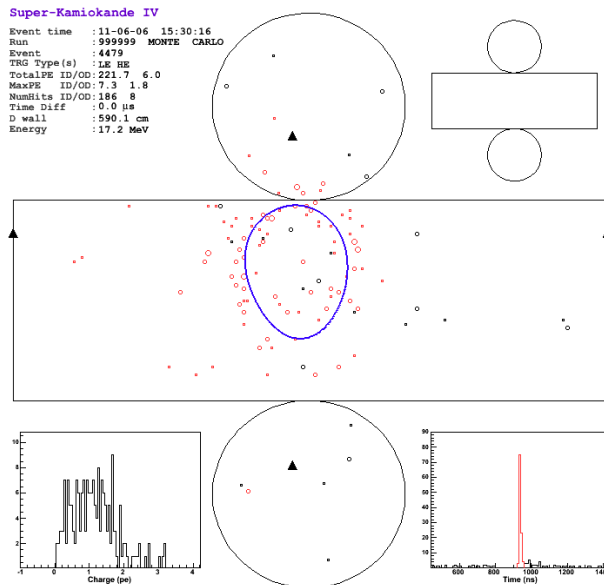 Super-Kamiokande IV
Event time :11-06-06 15:30:16
Run :999999 MONTE CARLO
Event :4479
TRG Type(s) :LE HE
TotalPE ID/OD:221.7 6.0
MaxPE ID/OD:7.3 1.8
NumHits ID/OD:186 8
Time Diff :0.0 µs
D wall :590.1 cm
Energy :17.2 MeV
10
8
6
4
2
0
-1 0 1 2 3 4
Charge (pe)
90
80
70
60
50
40
30
20
10
0
600 800 1000 1200
Time (ns)